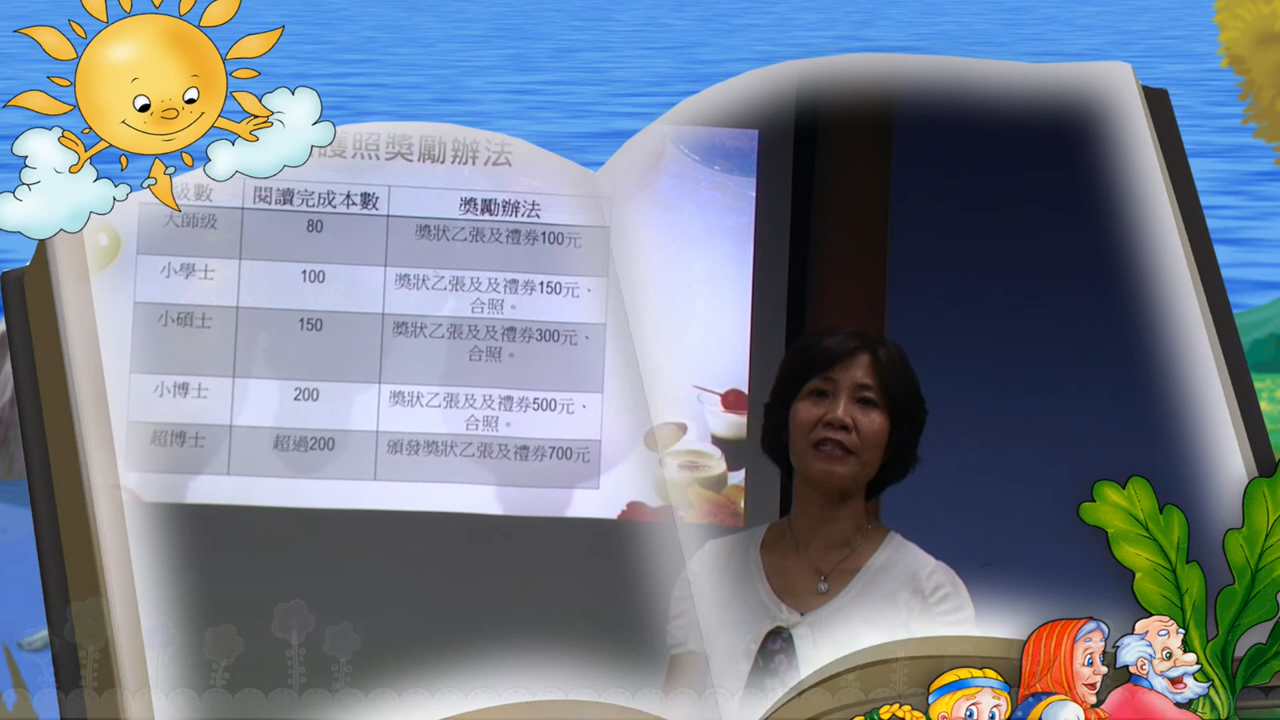 護照獎勵辦法
級數 閱讀完成本數 獎勵辦法
大師級 80 獎狀乙張及禮券100元
小學士 100 獎狀乙張及及禮券150元、
合照。
小碩士 150 獎狀乙張及及禮券300元、
合照。
小博士 200 獎狀乙張及及禮券500元、
合照。
超博士 超過200 頒發獎狀乙張及禮券700元